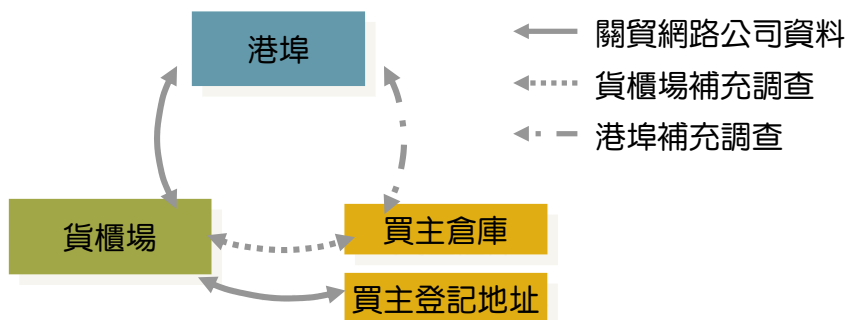 港埠
關貿網路公司資料
貨櫃場補充調查
港埠補充調查
貨櫃場
買主倉庫
買主登記地址